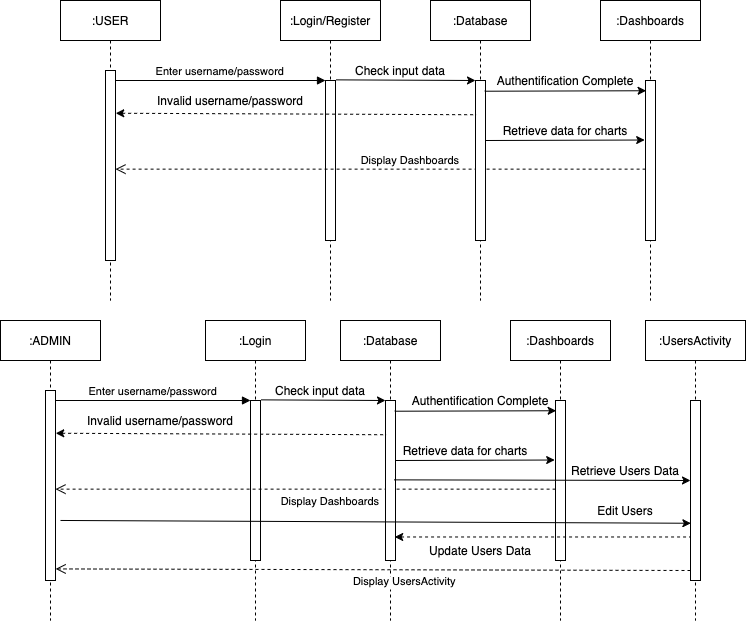 :USER
:Login/Register
:Database
:Dashboards
Enter username/password
Check input data
Authentification Complete
Invalid username/password
Retrieve data for charts
Display Dashboards
:ADMIN
:Login
:Database
:Dashboards
:UsersActivity
Enter username/password
Check input data
Authentification Complete
Invalid username/password
Retrieve data for charts
Retrieve Users Data
Display Dashboards
Edit Users
Update Users Data
Display UsersActivity